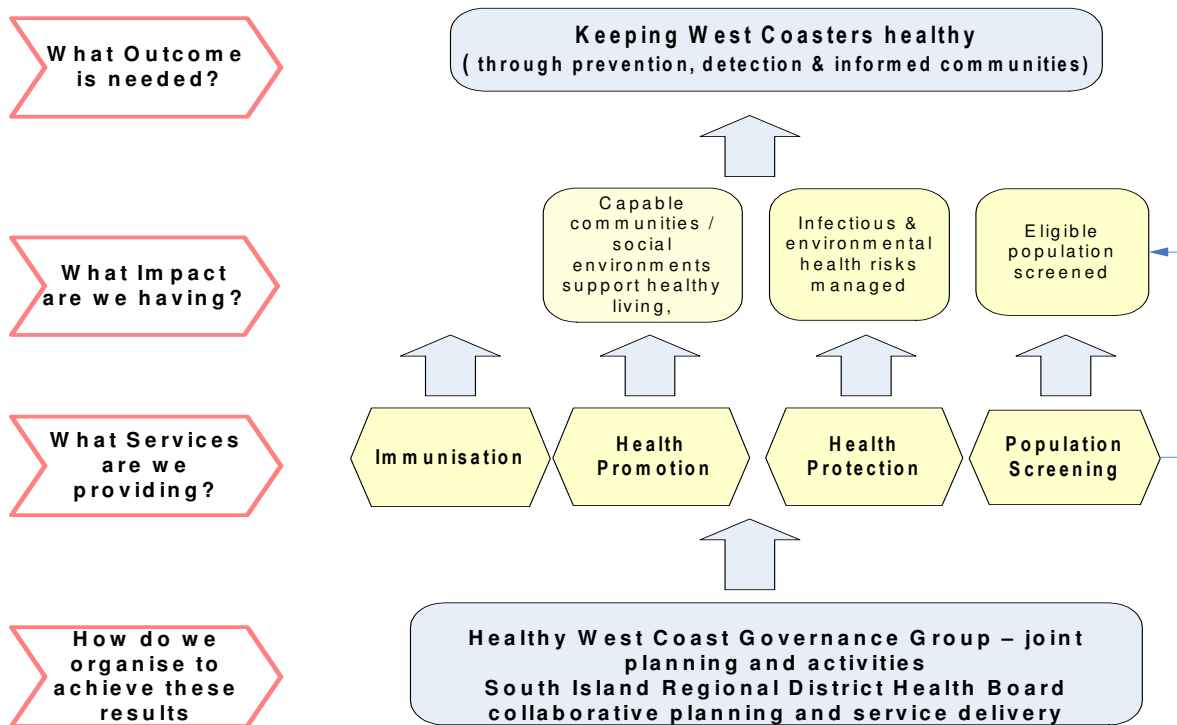 What Outcome
is needed?
Keeping West Coasters healthy
( through prevention, detection & informed communities)
What Impact
are we having?
Capable
communities /
social
environments
support healthy
living,
Infectious &
environmental
health risks
managed
Eligible
population
screened
What Services
are we
providing?
Immunisation
Health
Promotion
Health
Protection
Population
Screening
How do we
organise to
achieve these
results
Healthy West Coast Governance Group – joint
planning and activities
South Island Regional District Health Board
collaborative planning and service delivery